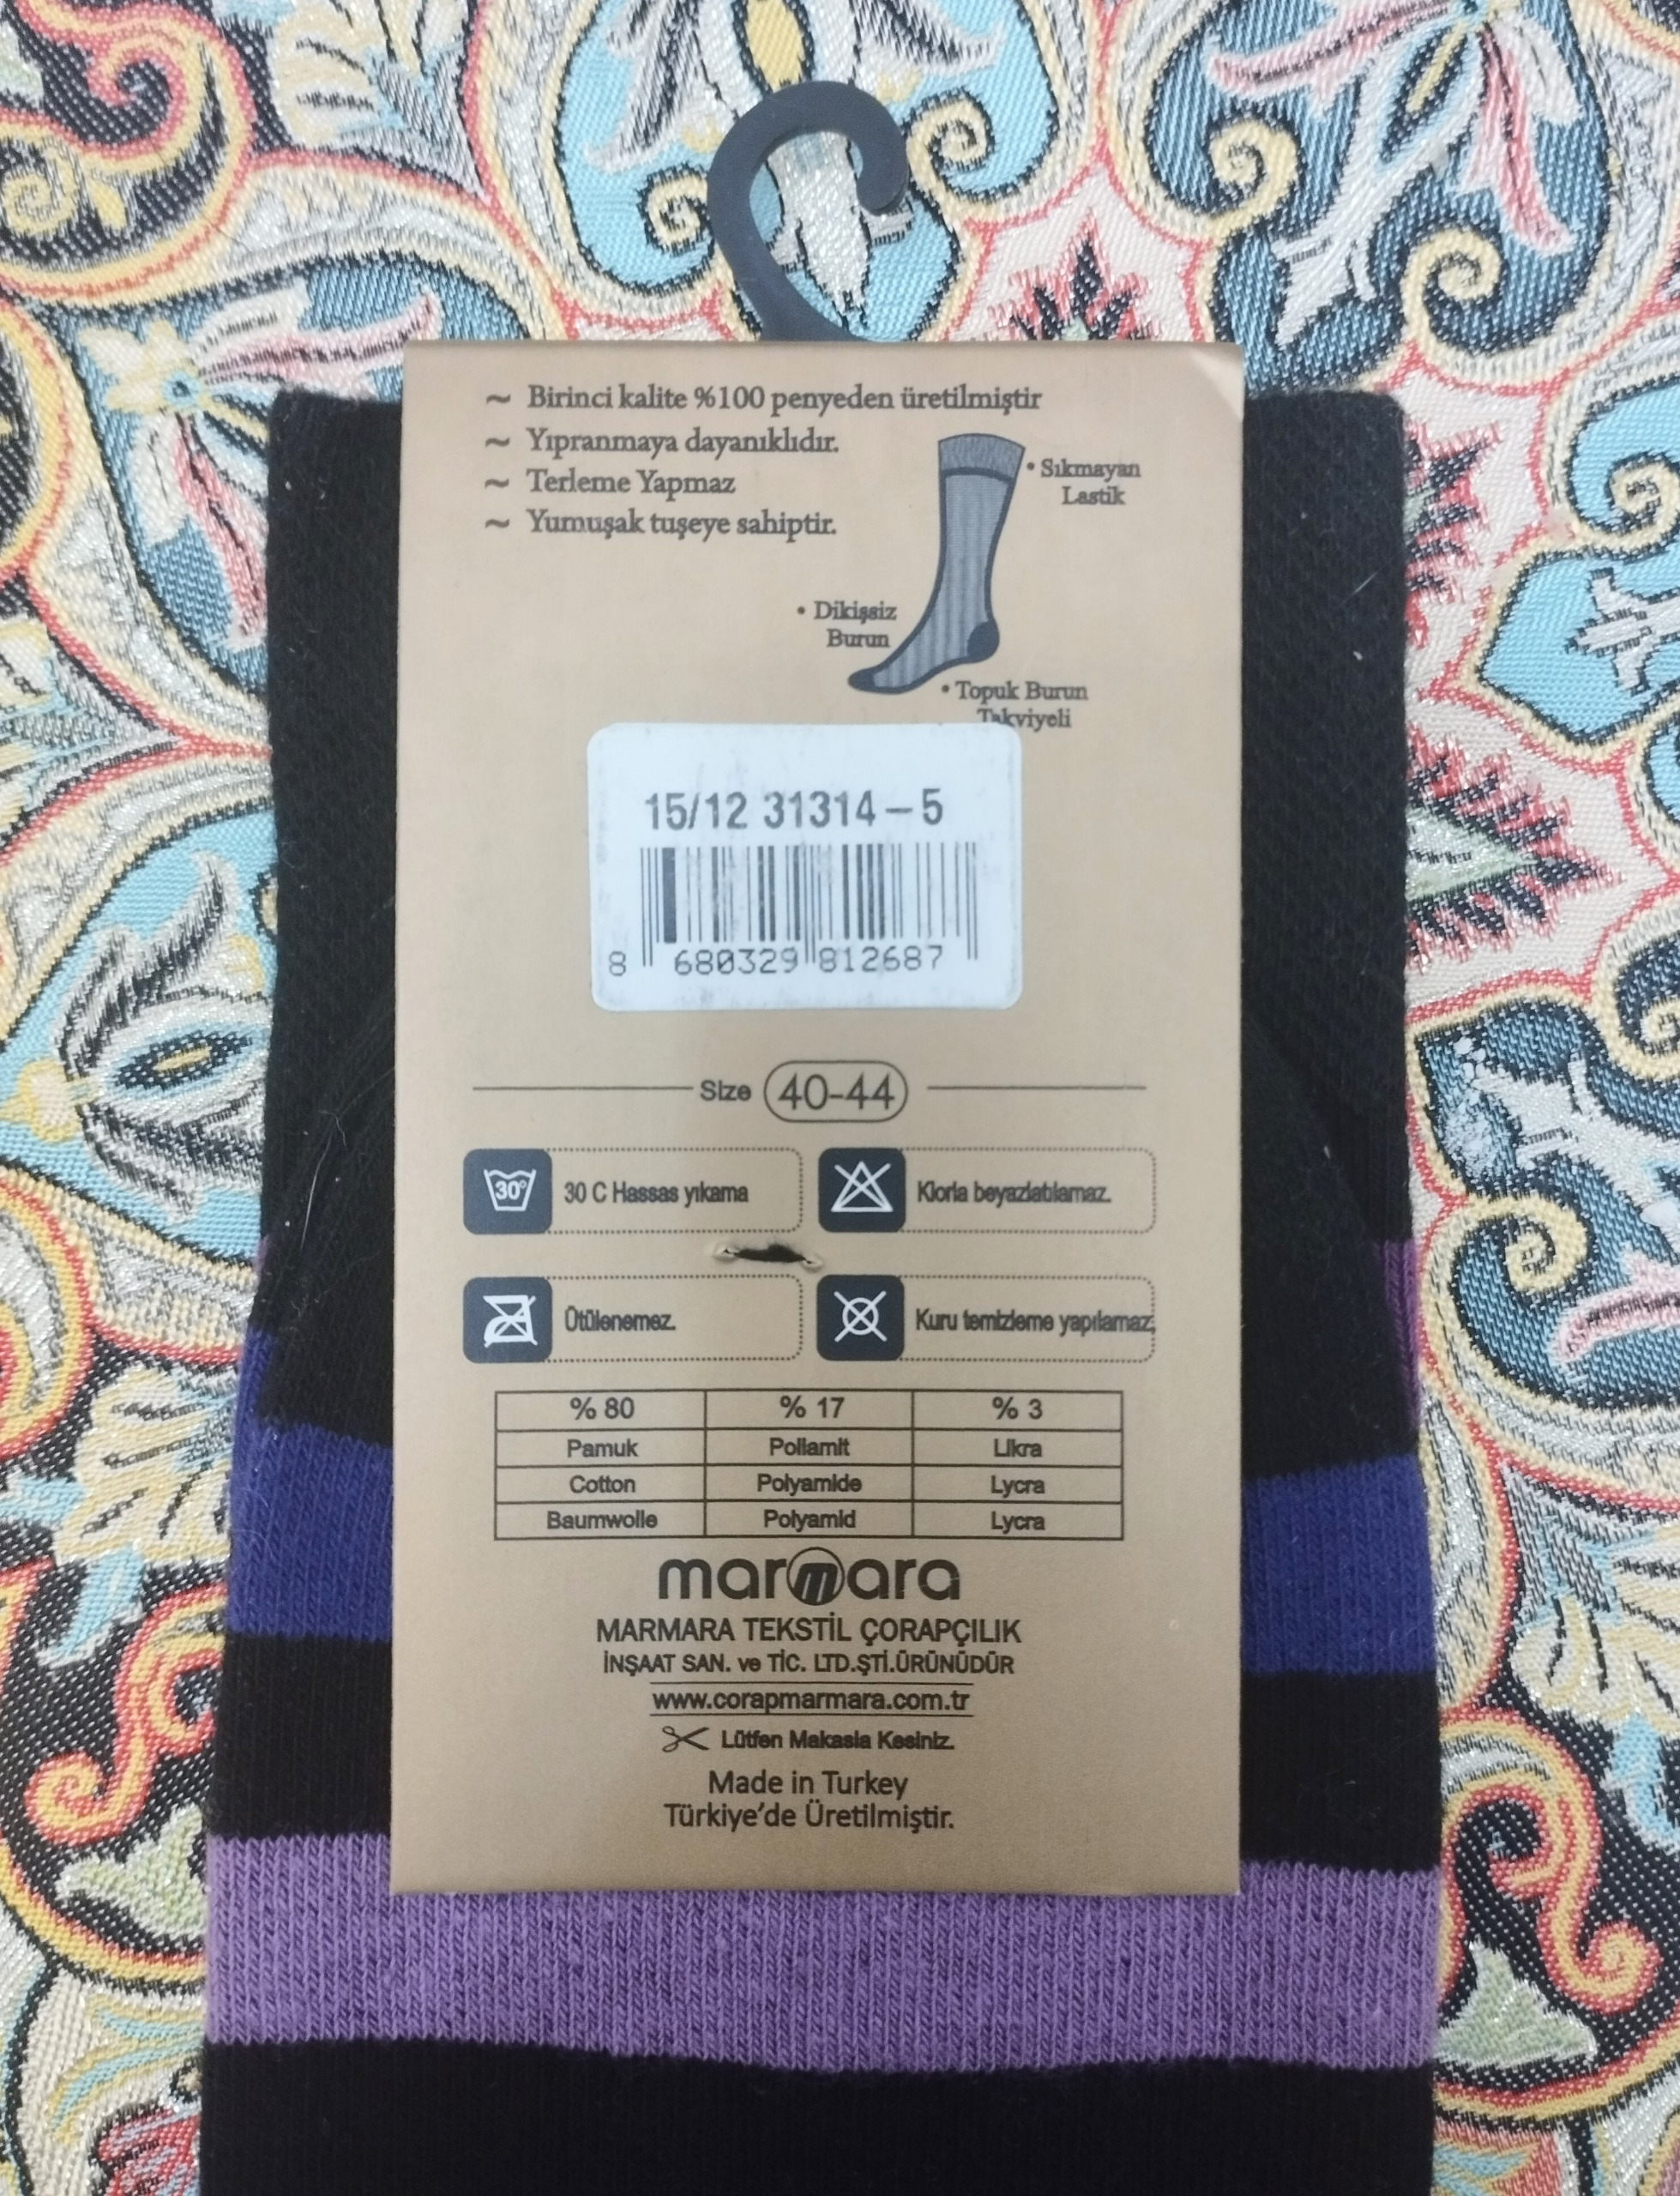 ~ Birinci kalite %100 penyeden üretilmiştir
~ Yıpranmaya dayanıklıdır.
~ Terleme Yapmaz
~ Yumuşak tuşeye sahiptir.
• Sıkmayan
Lastik
• Dikişsiz
Burun
• Topuk Burun
Takviyeli
15/12 31314-5
8 680329 812687
Size 40-44
30° 30 C Hassas yıkama
Klorla beyazlatılamaz.
Ütülenemez.
Kuru temizleme yapılamaz.
% 80 % 17 % 3
Pamuk Poliamit Likra
Cotton Polyamide Lycra
Baumwolle Polyamid Lycra
marmara
MARMARA TEKSTİL ÇORAPÇILIK
İNŞAAT SAN. ve TİC. LTD.ŞTİ.ÜRÜNÜDÜR
www.corapmarmara.com.tr
Lütfen Makasla Kesiniz.
Made in Turkey
Türkiye'de Üretilmiştir.